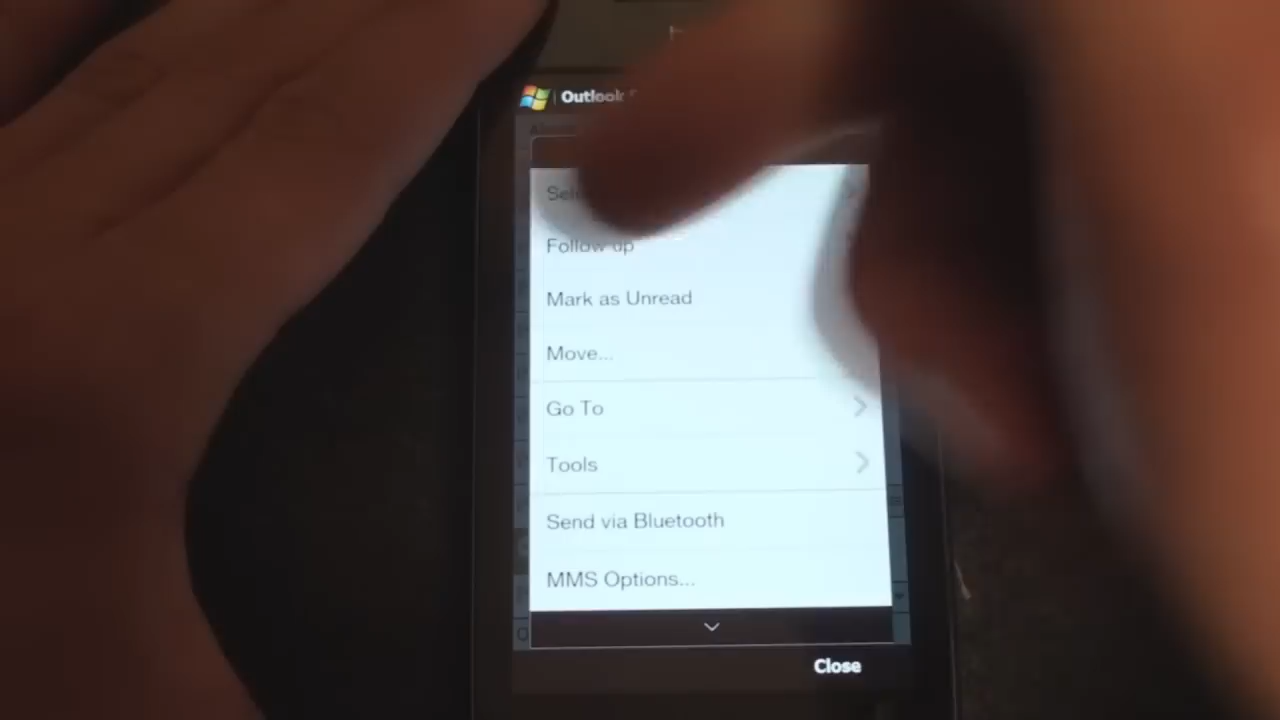 Outlook
Follow up
Mark as Unread
Move...
Go To
Tools
Send via Bluetooth
MMS Options...
Close